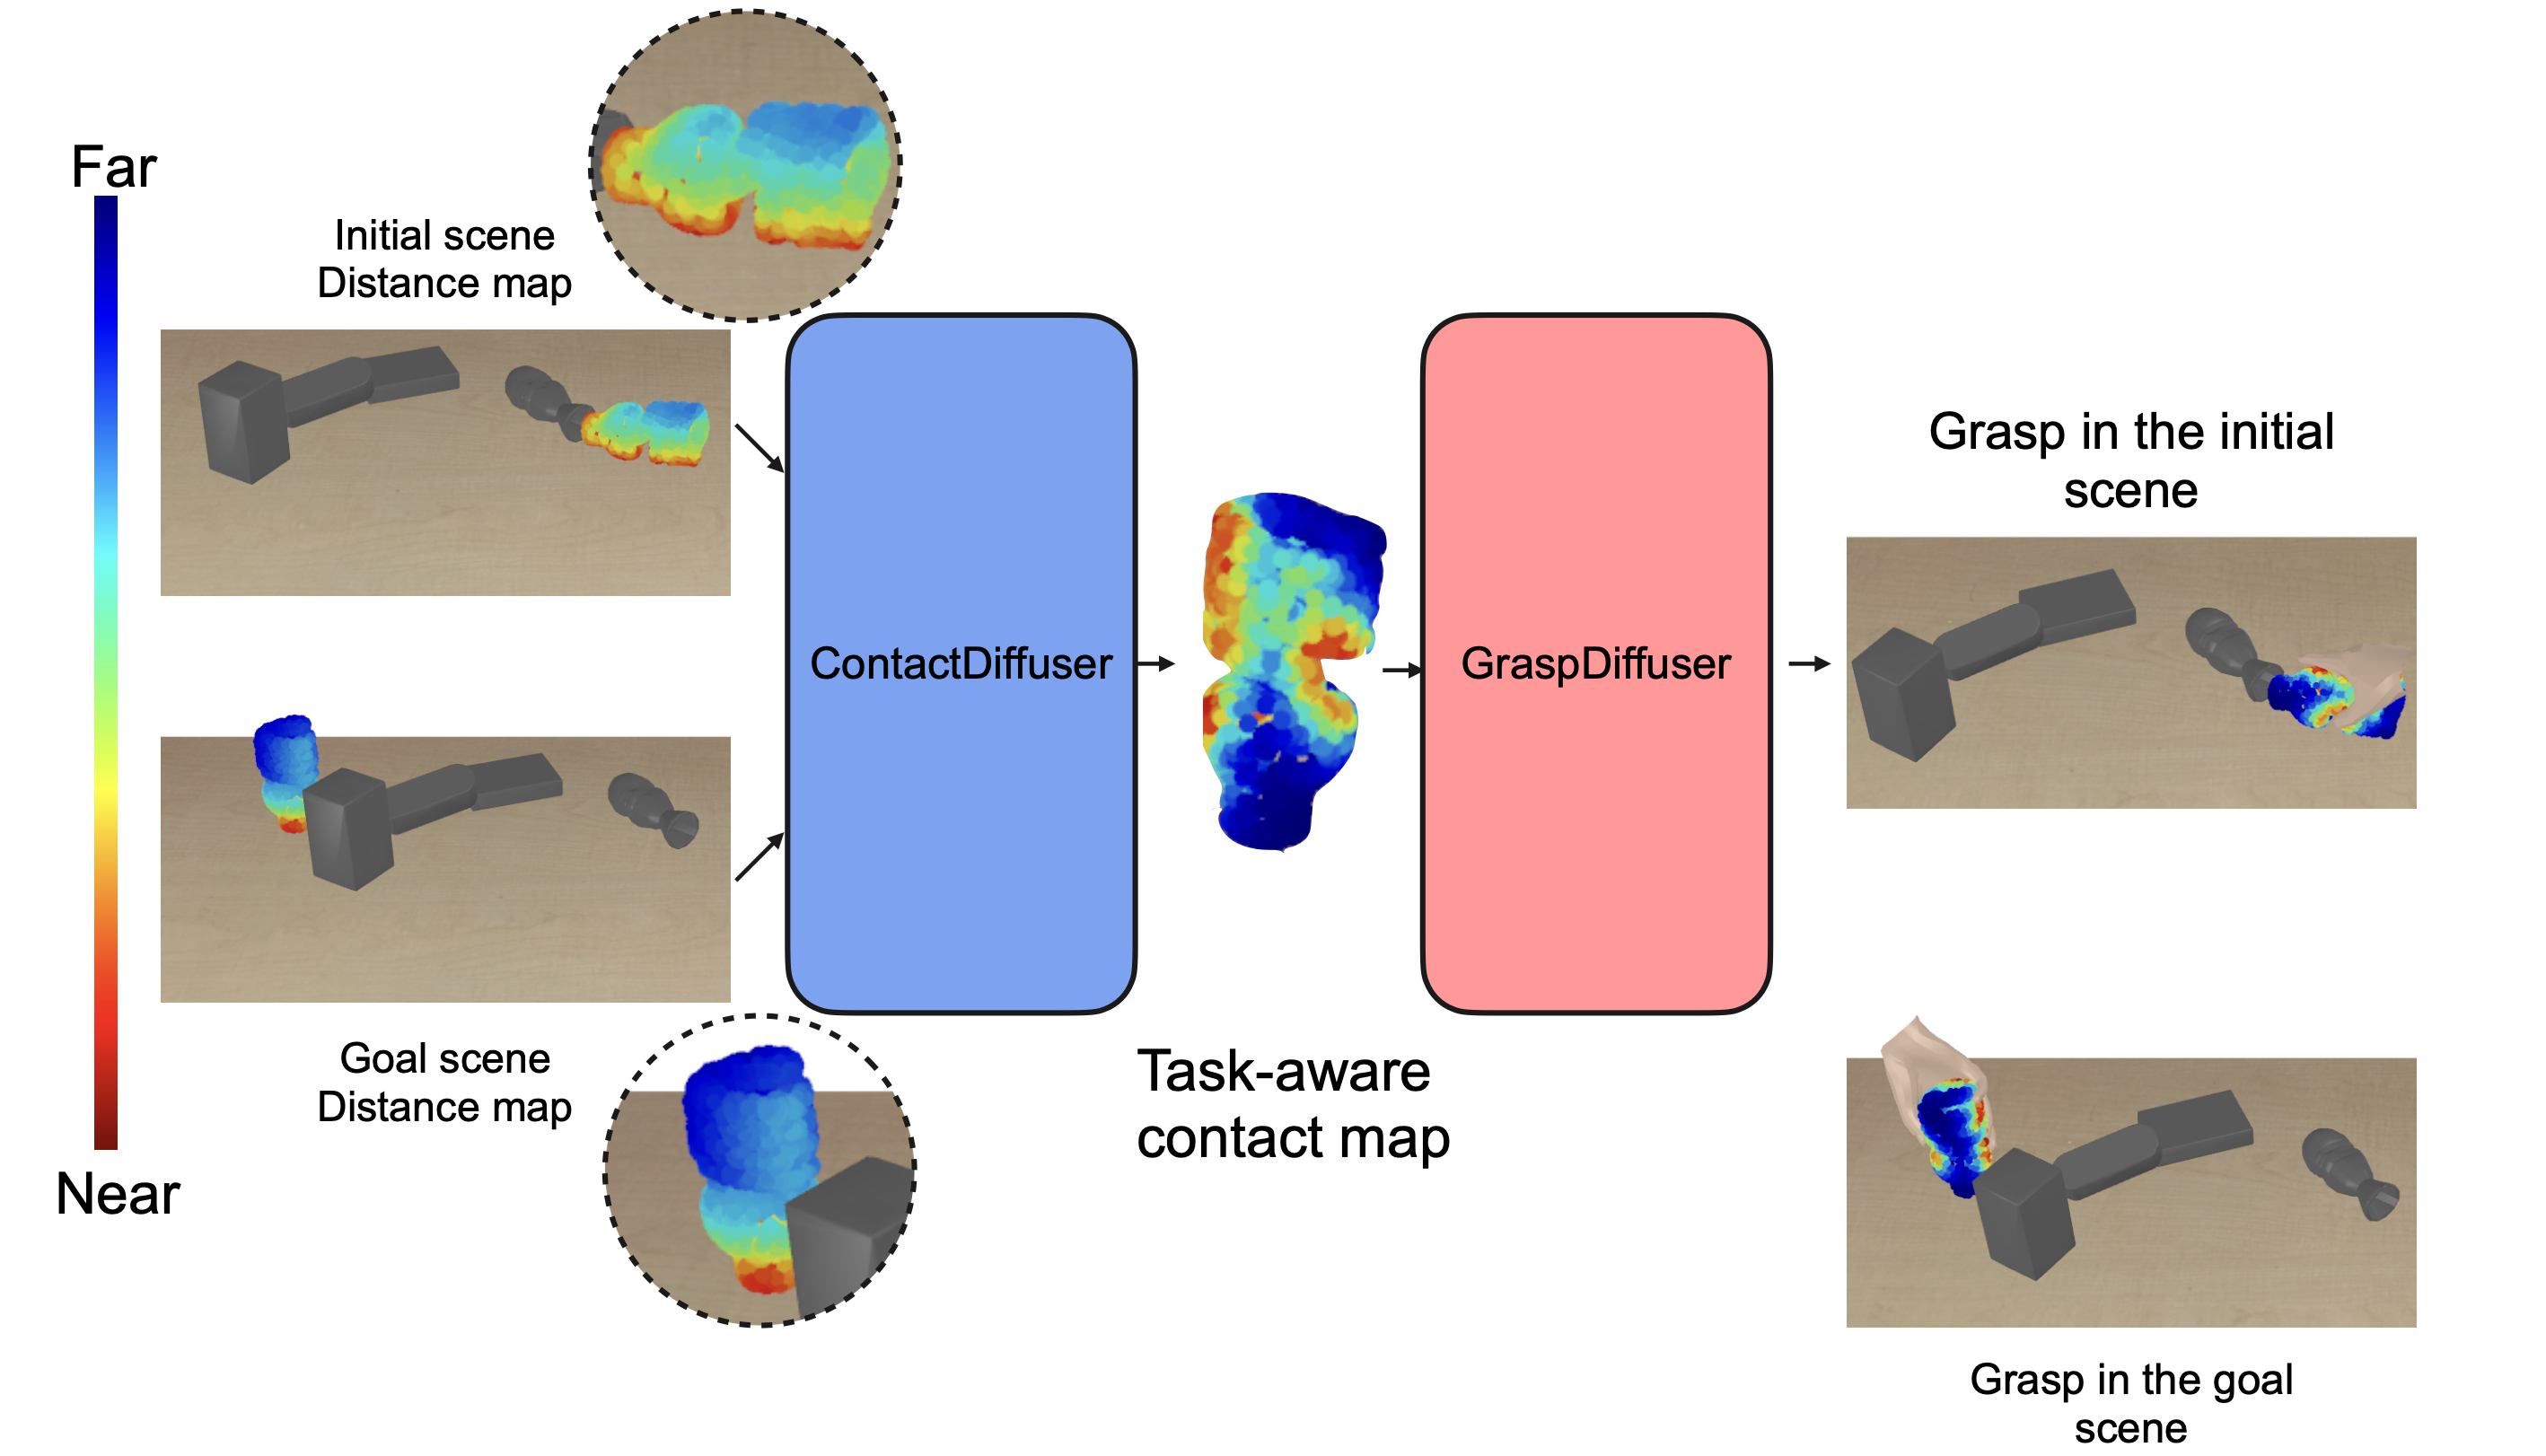 Far
Initial scene
Distance map
Near
Goal scene
Distance map
ContactDiffuser
Task-aware
contact map
GraspDiffuser
Grasp in the initial
scene
Grasp in the goal
scene